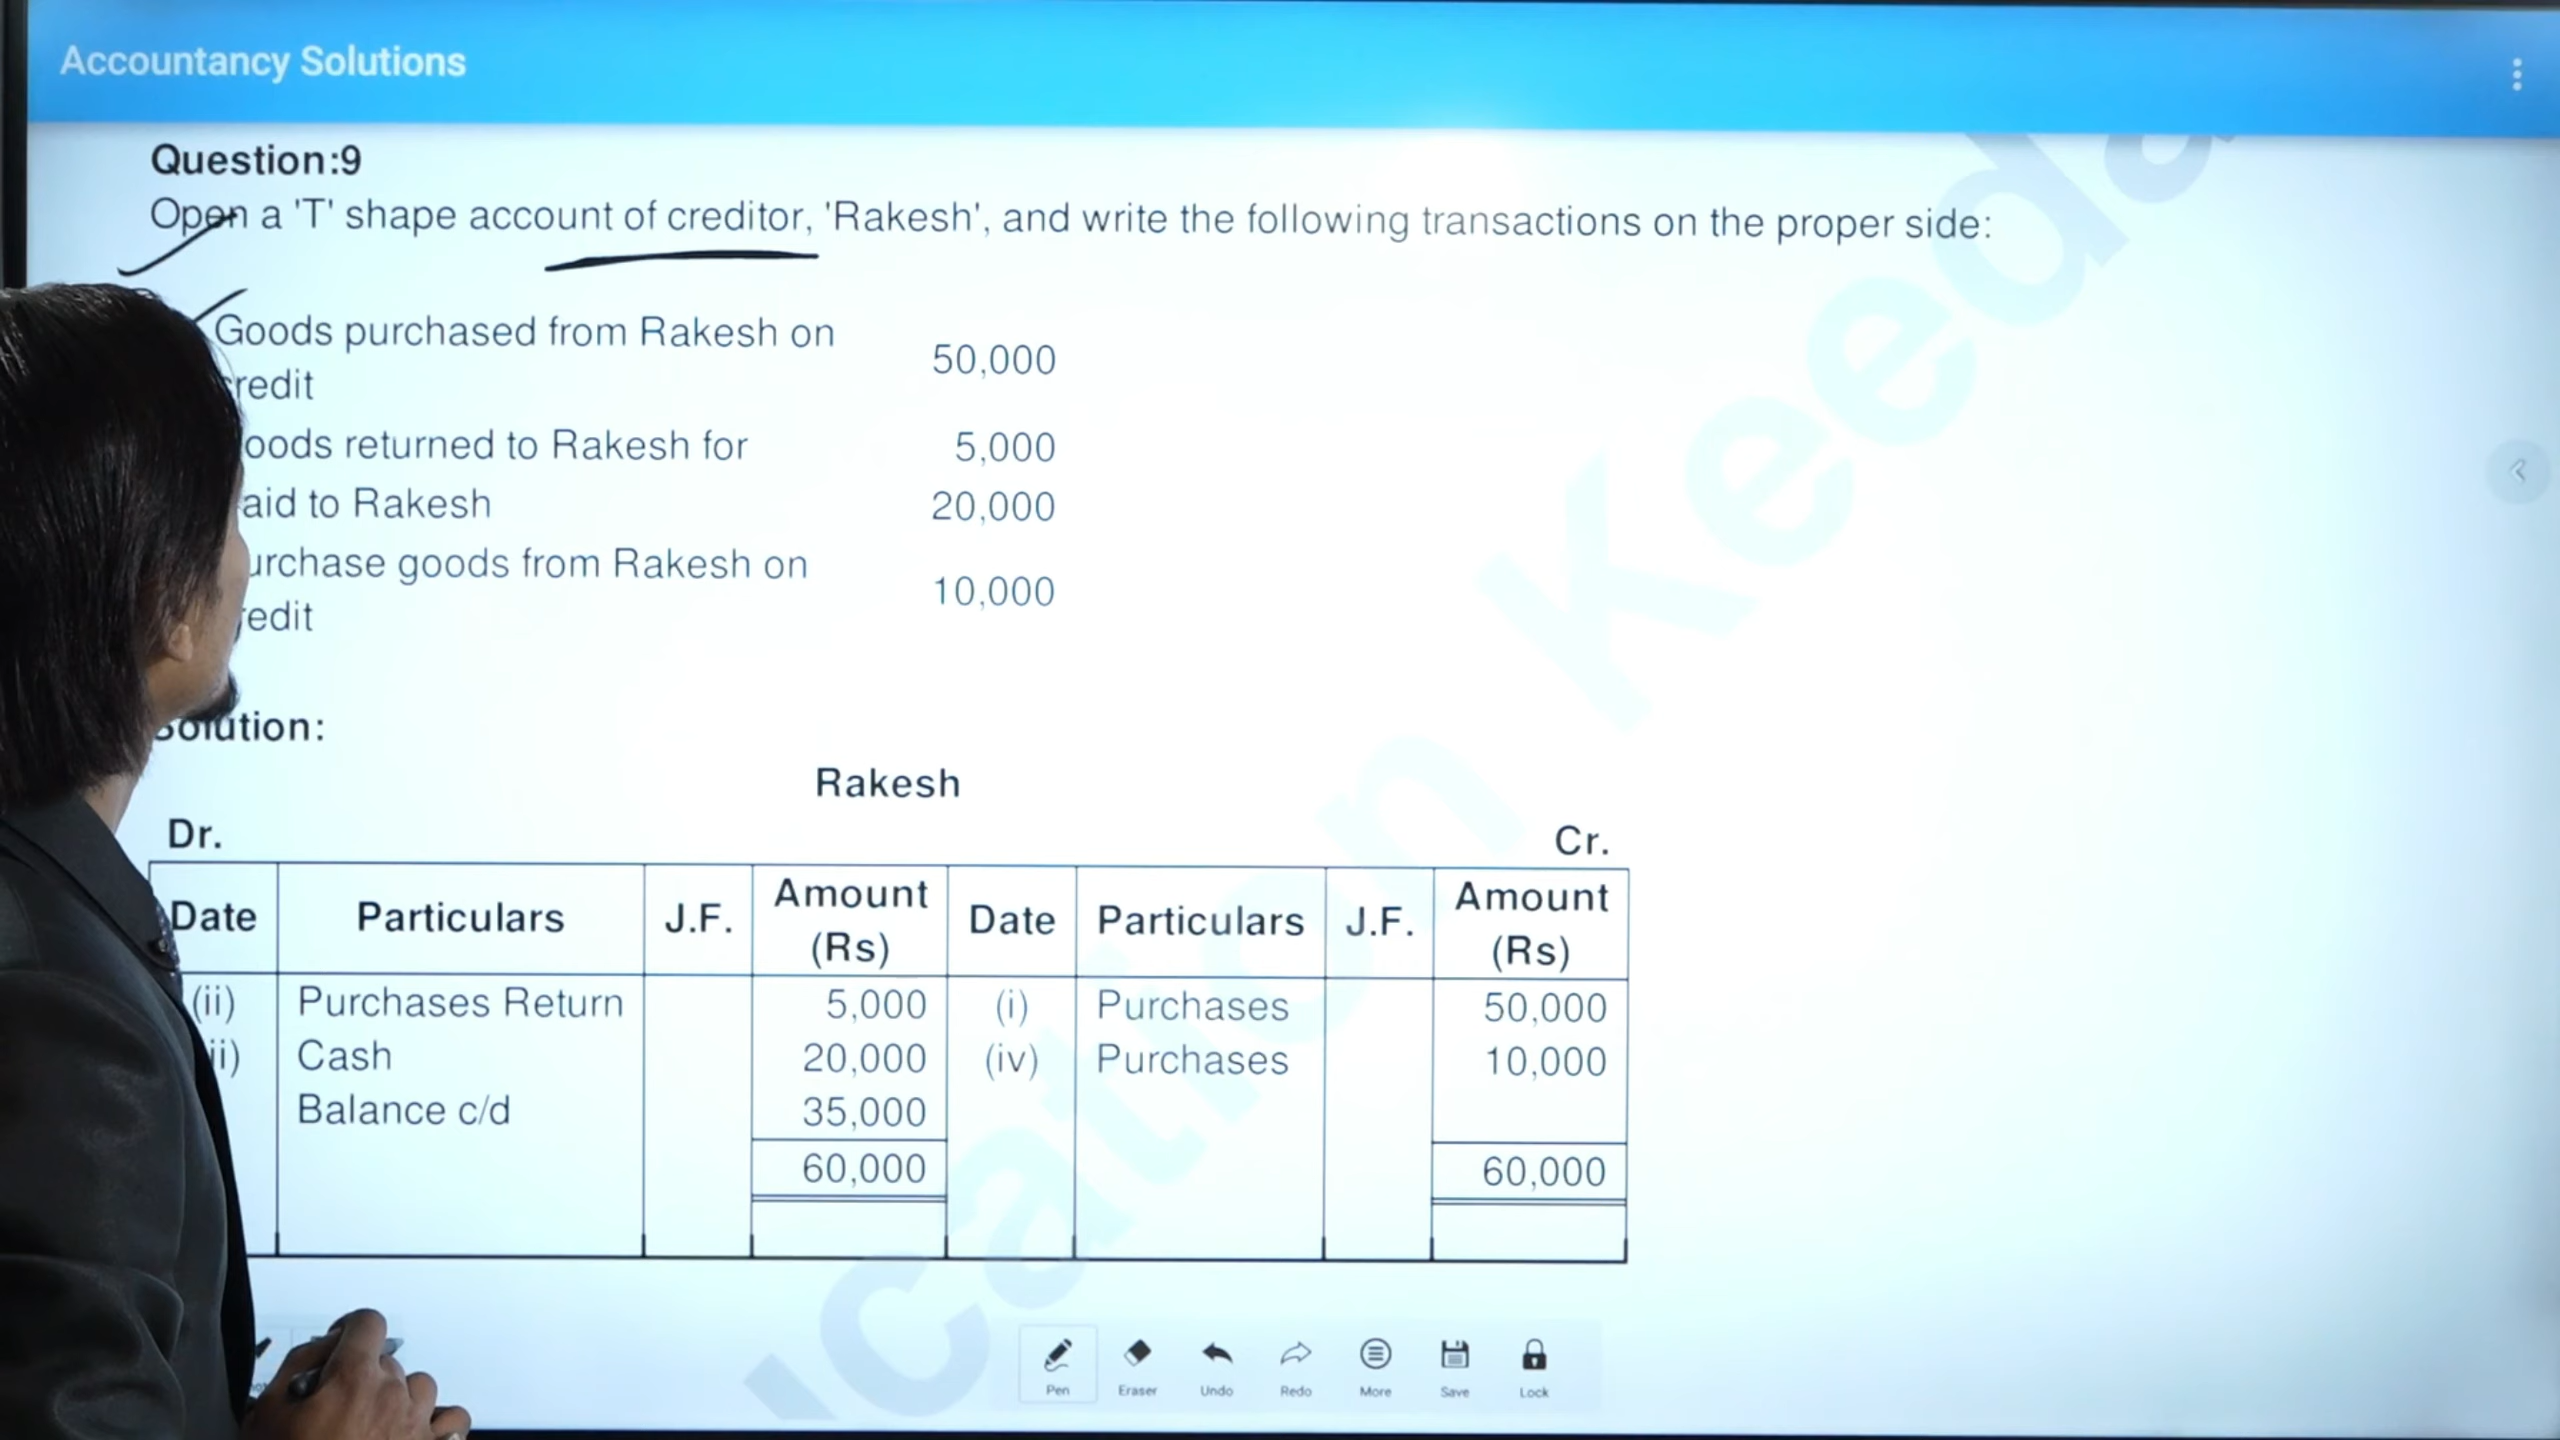 Accountancy Solutions
Question:9
Open a 'T' shape account of creditor, 'Rakesh', and write the following transactions on the proper side:
Goods purchased from Rakesh on
redit
50,000
oods returned to Rakesh for 5,000
aid to Rakesh 20,000
urchase goods from Rakesh on
edit
10,000
Solution:
Rakesh
Dr. Cr.
Date Particulars J.F. Amount (Rs) Date Particulars J.F. Amount (Rs)
(ii) Purchases Return 5,000 (i) Purchases 50,000
ii) Cash 20,000 (iv) Purchases 10,000
Balance c/d 35,000
60,000 60,000
cation Keeda
Pen Eraser Undo Redo More Save Lock